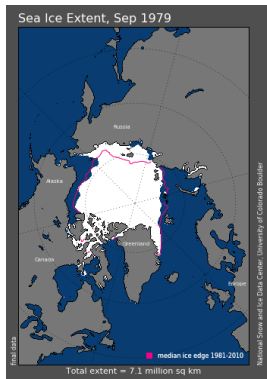 Sea Ice Extent, Sep 1979
Russia
Alaska
Greenland
Canada
Europe
median ice edge 1981-2010
final data
National Snow and Ice Data Center, University of Colorado Boulder
Total extent = 7.1 million sq km